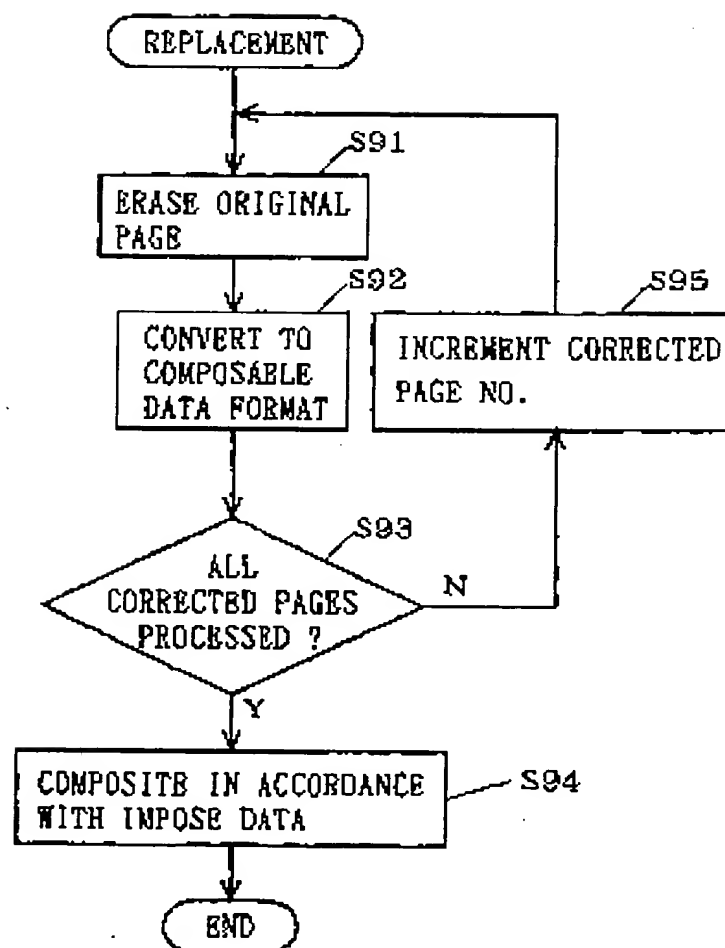 REPLACEMENT
S91
ERASE ORIGINAL
PAGE
S92
CONVERT TO
COMPOSABLE
DATA FORMAT
S95
INCREMENT CORRECTED
PAGE NO.
S93
ALL
CORRECTED PAGES
PROCESSED ?
N
Y
COMPOSITE IN ACCORDANCE
WITH IMPOSE DATA
S94
END